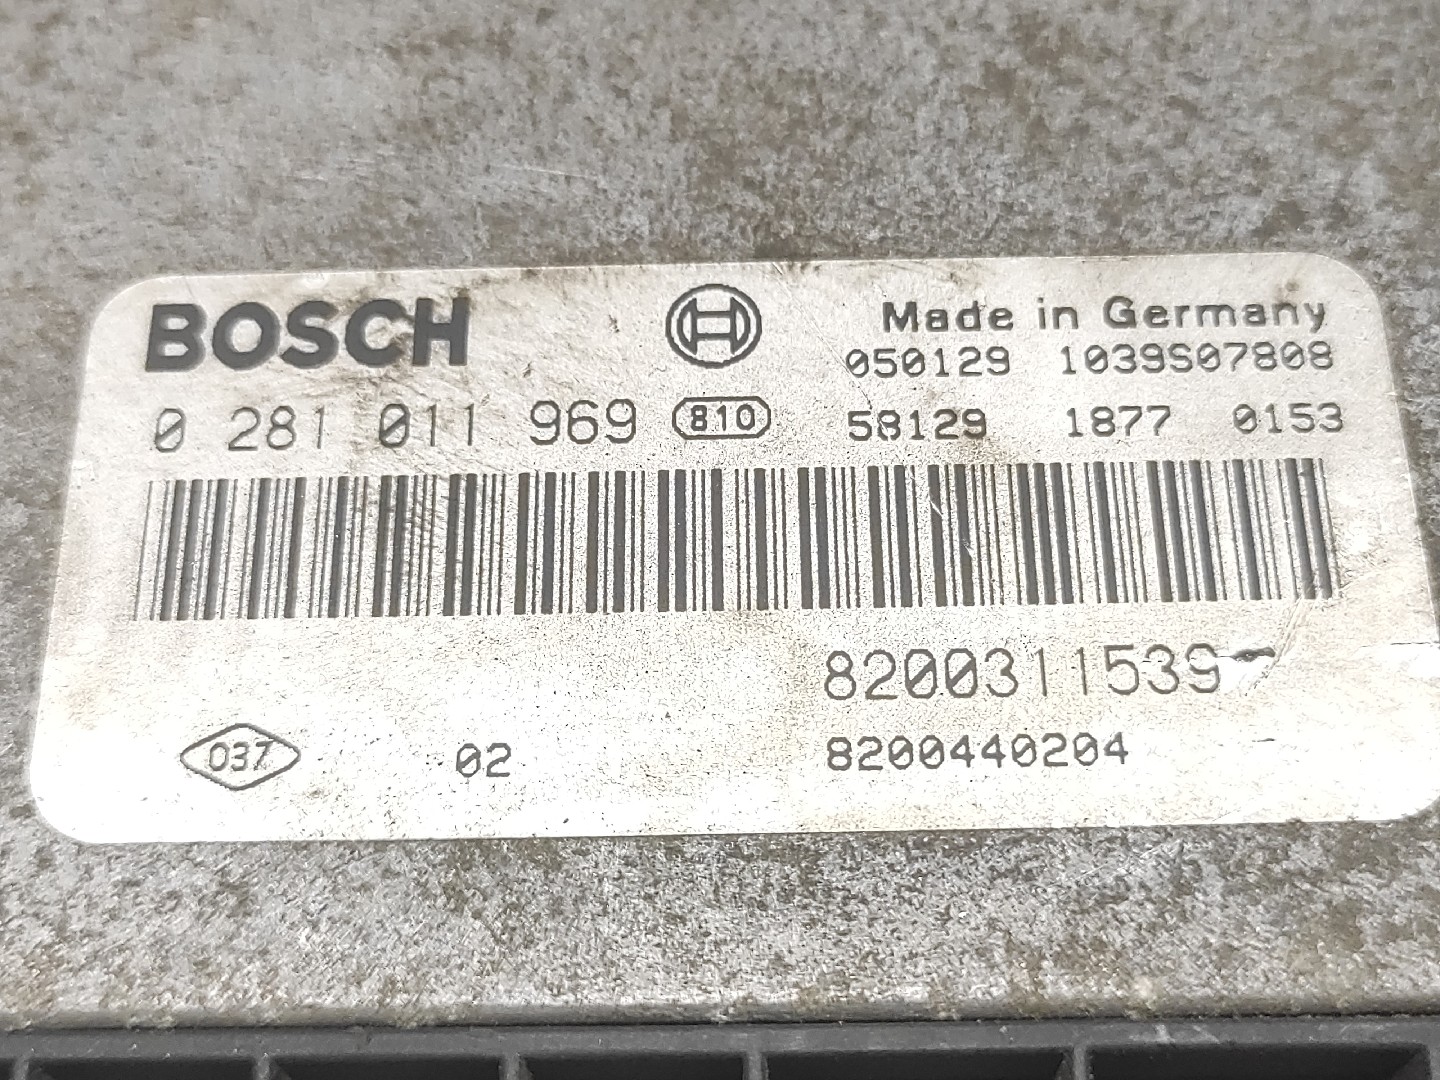 BOSCH
Made in Germany
050129 1039S07808
0 281 011 969 810 58129 1877 0153
8200311539
037 02 8200440204